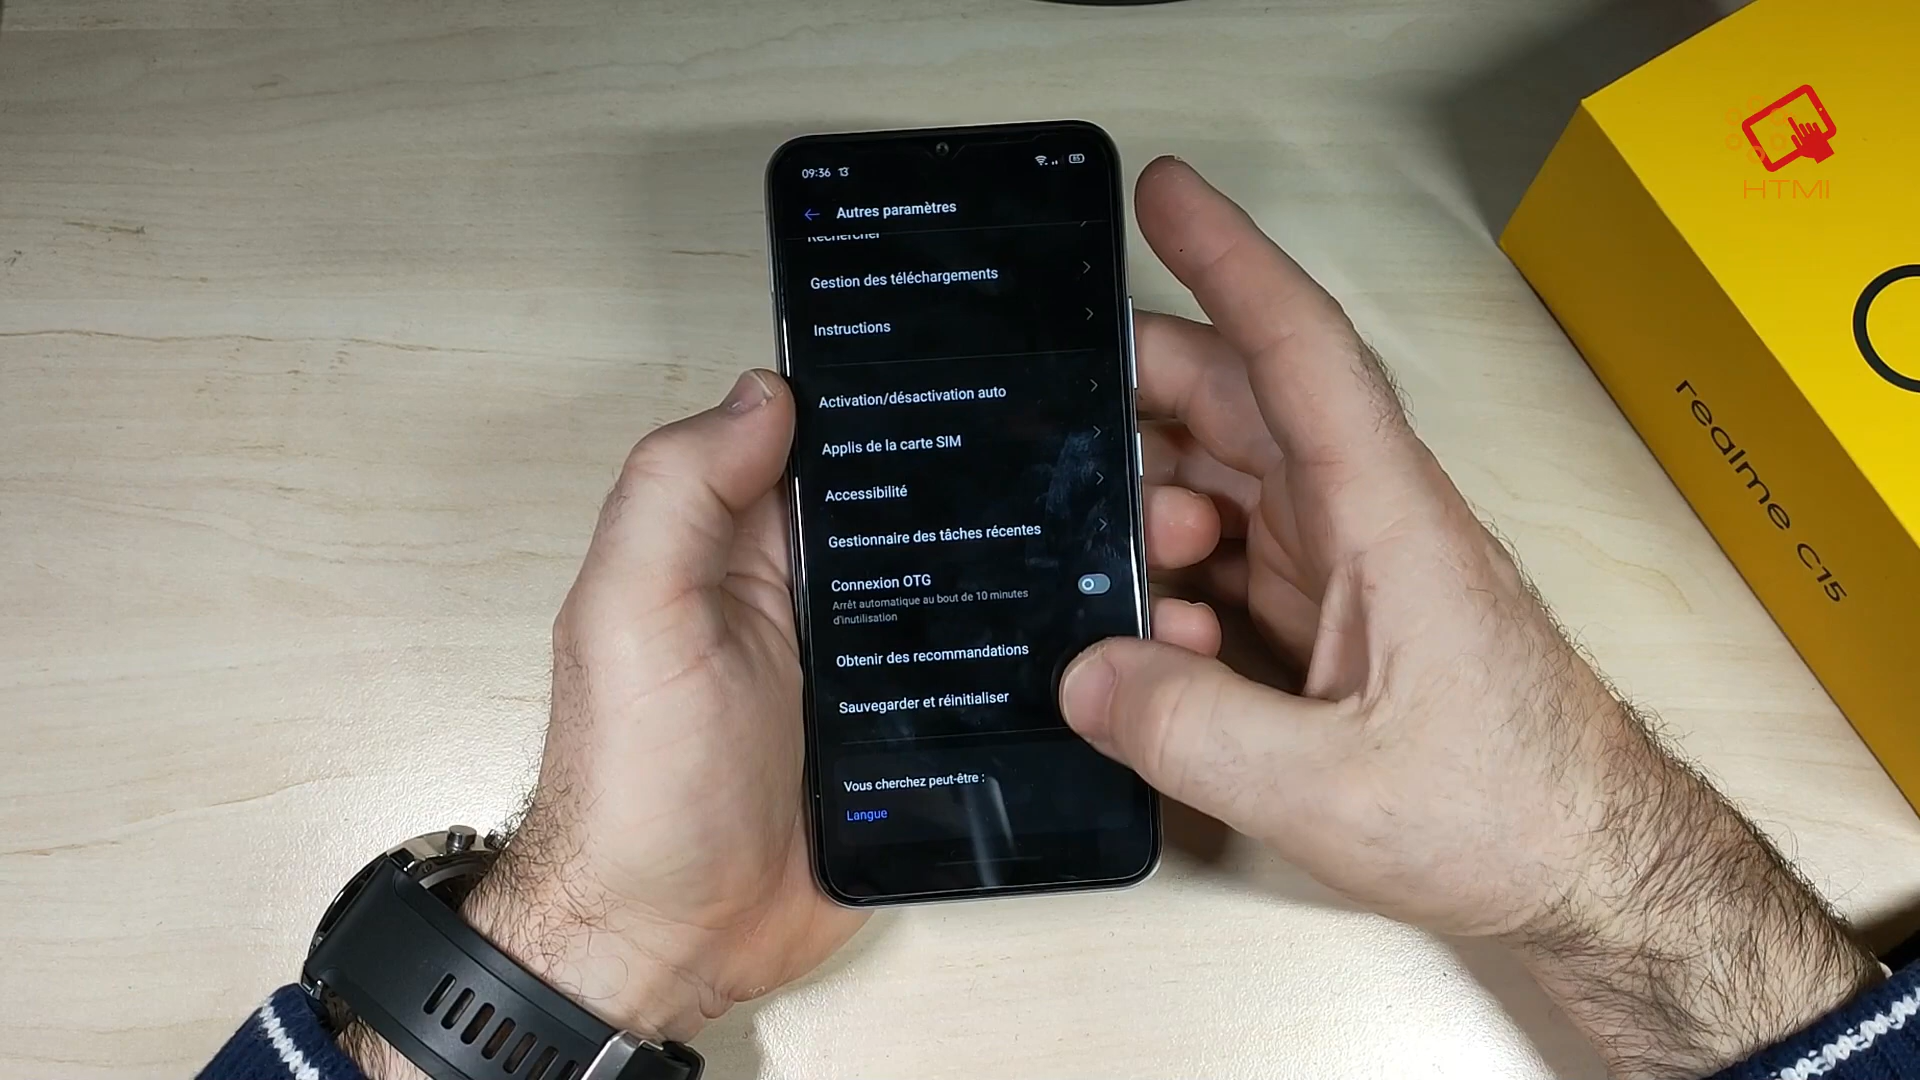 09:36
85
Autres paramètres
Rechercher
Gestion des téléchargements
Instructions
Activation/désactivation auto
Applis de la carte SIM
Accessibilité
Gestionnaire des tâches récentes
Connexion OTG
Arrêt automatique au bout de 10 minutes
d'inutilisation
Obtenir des recommandations
Sauvegarder et réinitialiser
Vous cherchez peut-être :
Langue
HTMI
realme C15